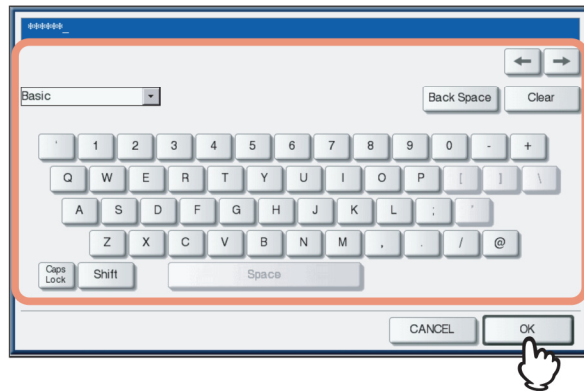 ******_
← →
Basic Back Space Clear
' 1 2 3 4 5 6 7 8 9 0 - +
Q W E R T Y U I O P [ ] \
A S D F G H J K L ; '
Z X C V B N M , . / @
Caps Lock Shift Space
CANCEL OK